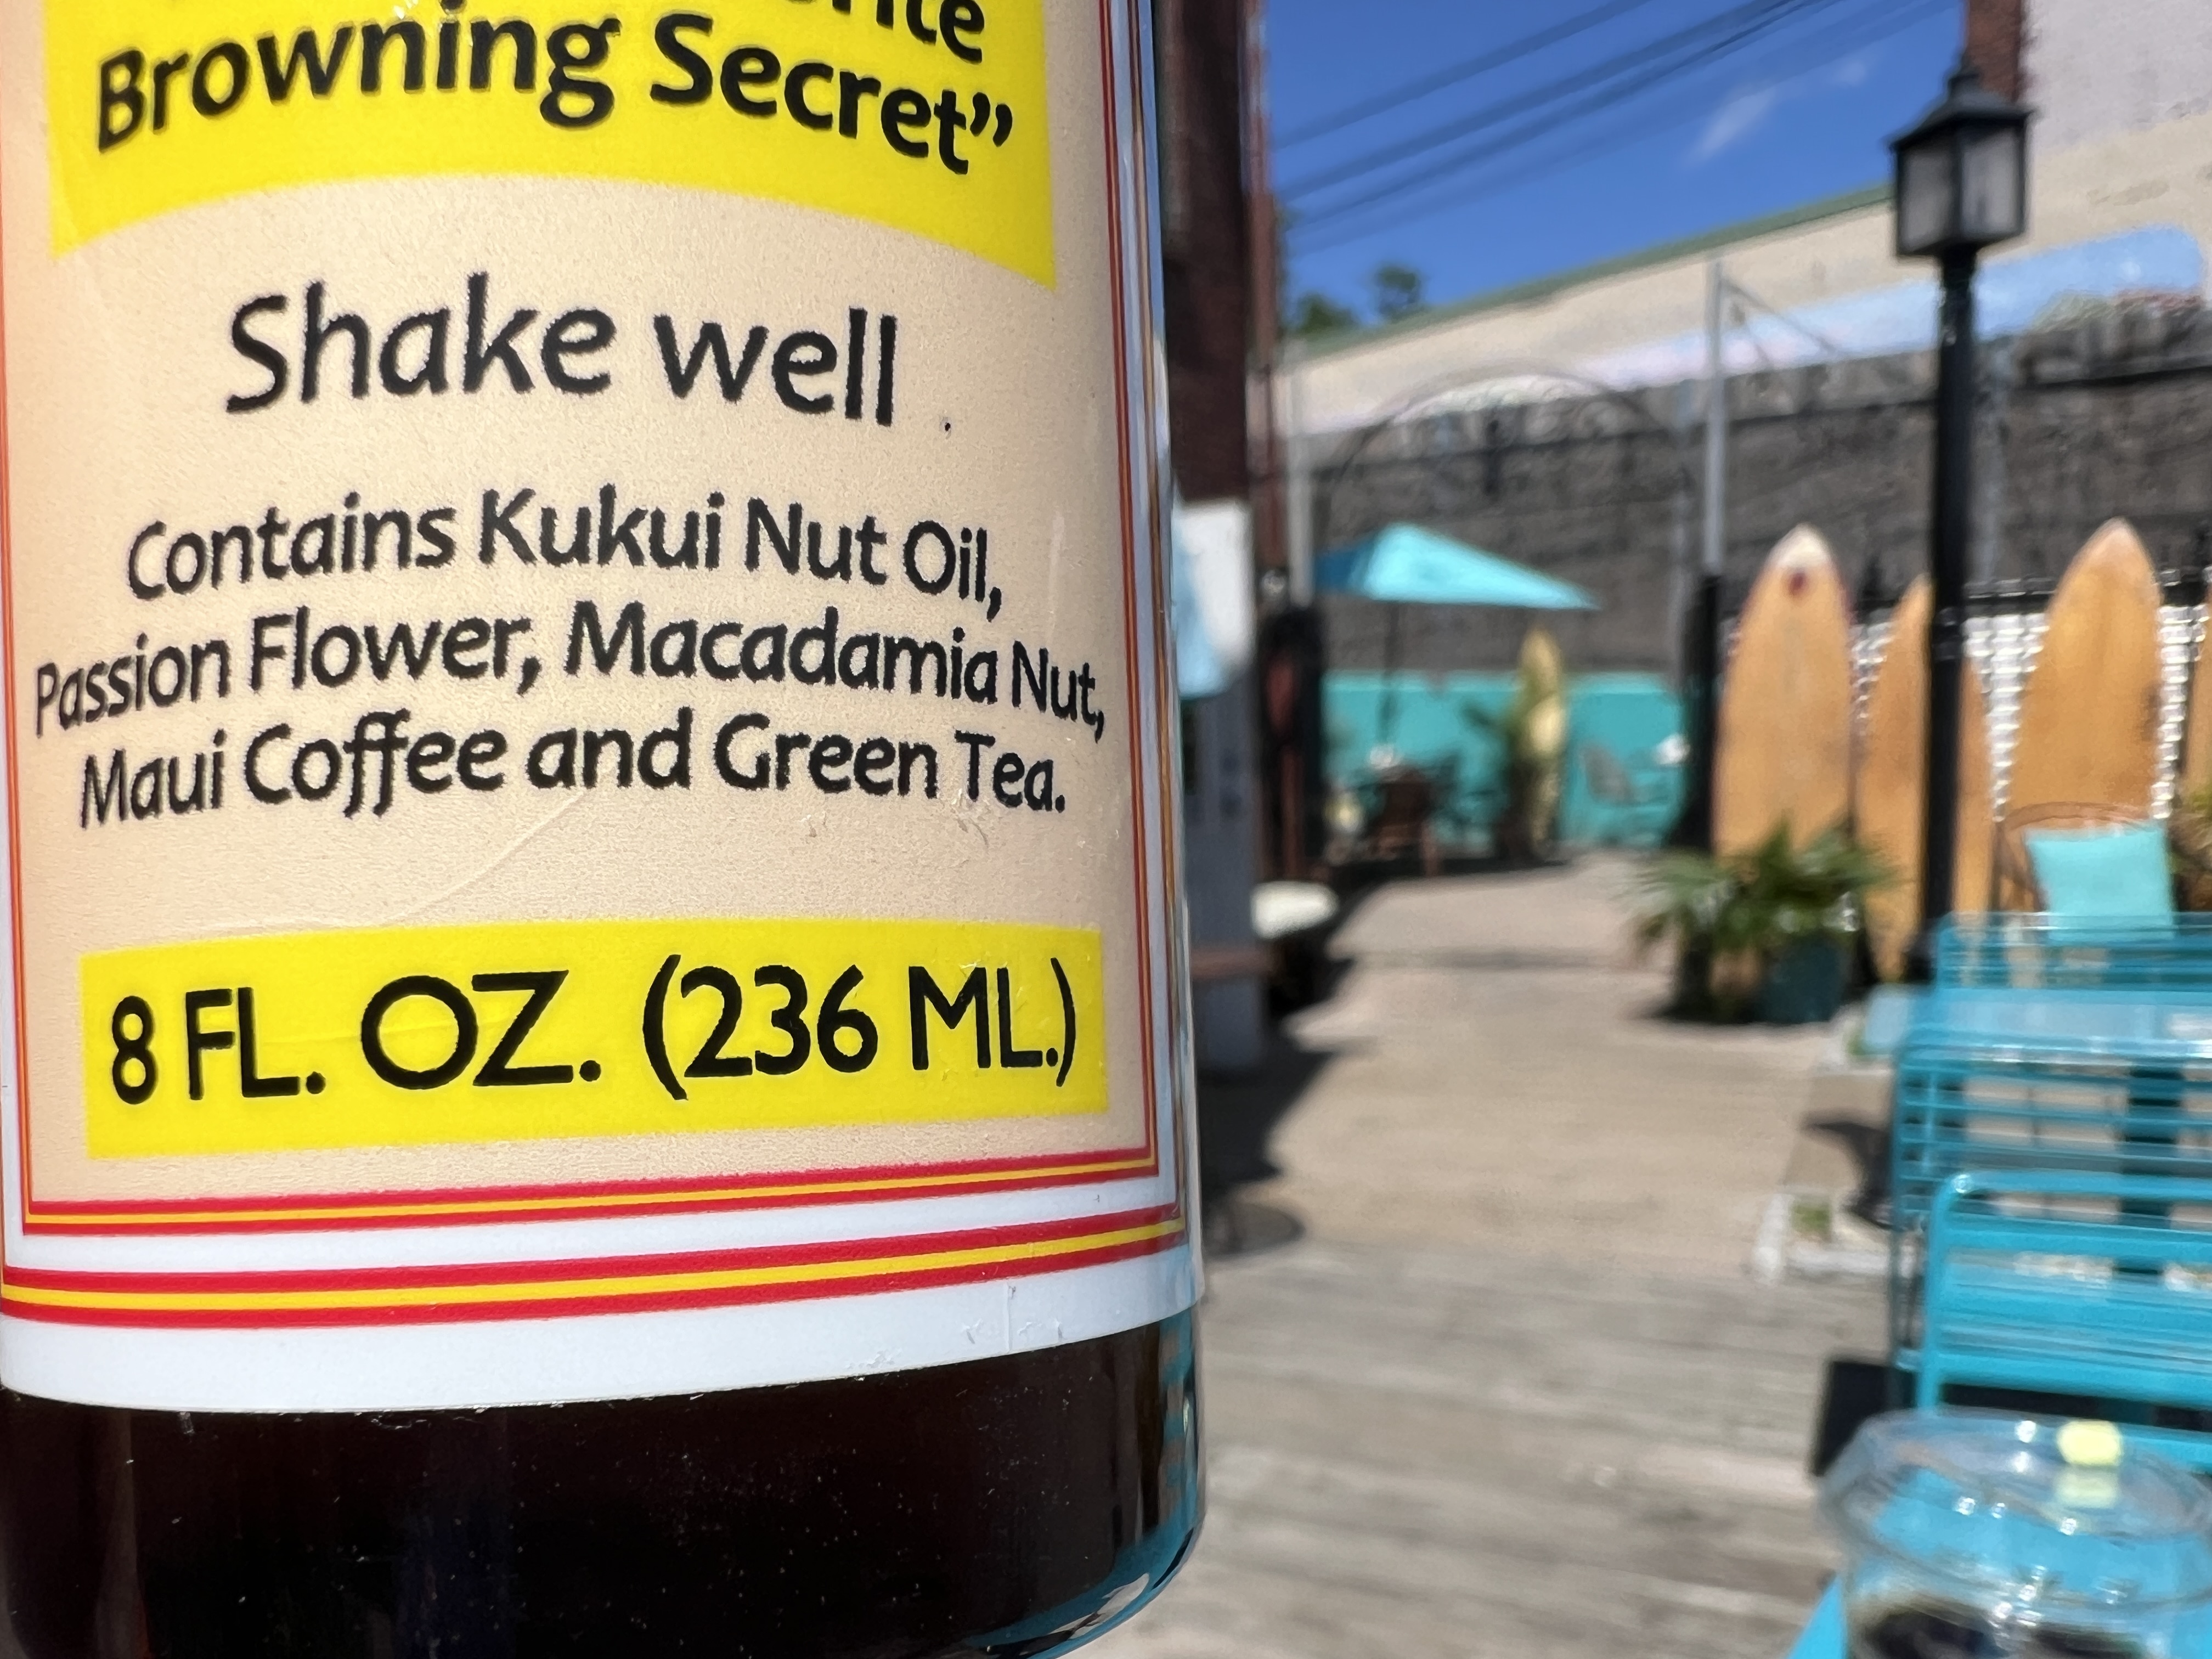 Browning Secret”
Shake well
Contains Kukui Nut Oil,
Passion Flower, Macadamia Nut,
Maui Coffee and Green Tea.
8 FL. OZ. (236 ML.)